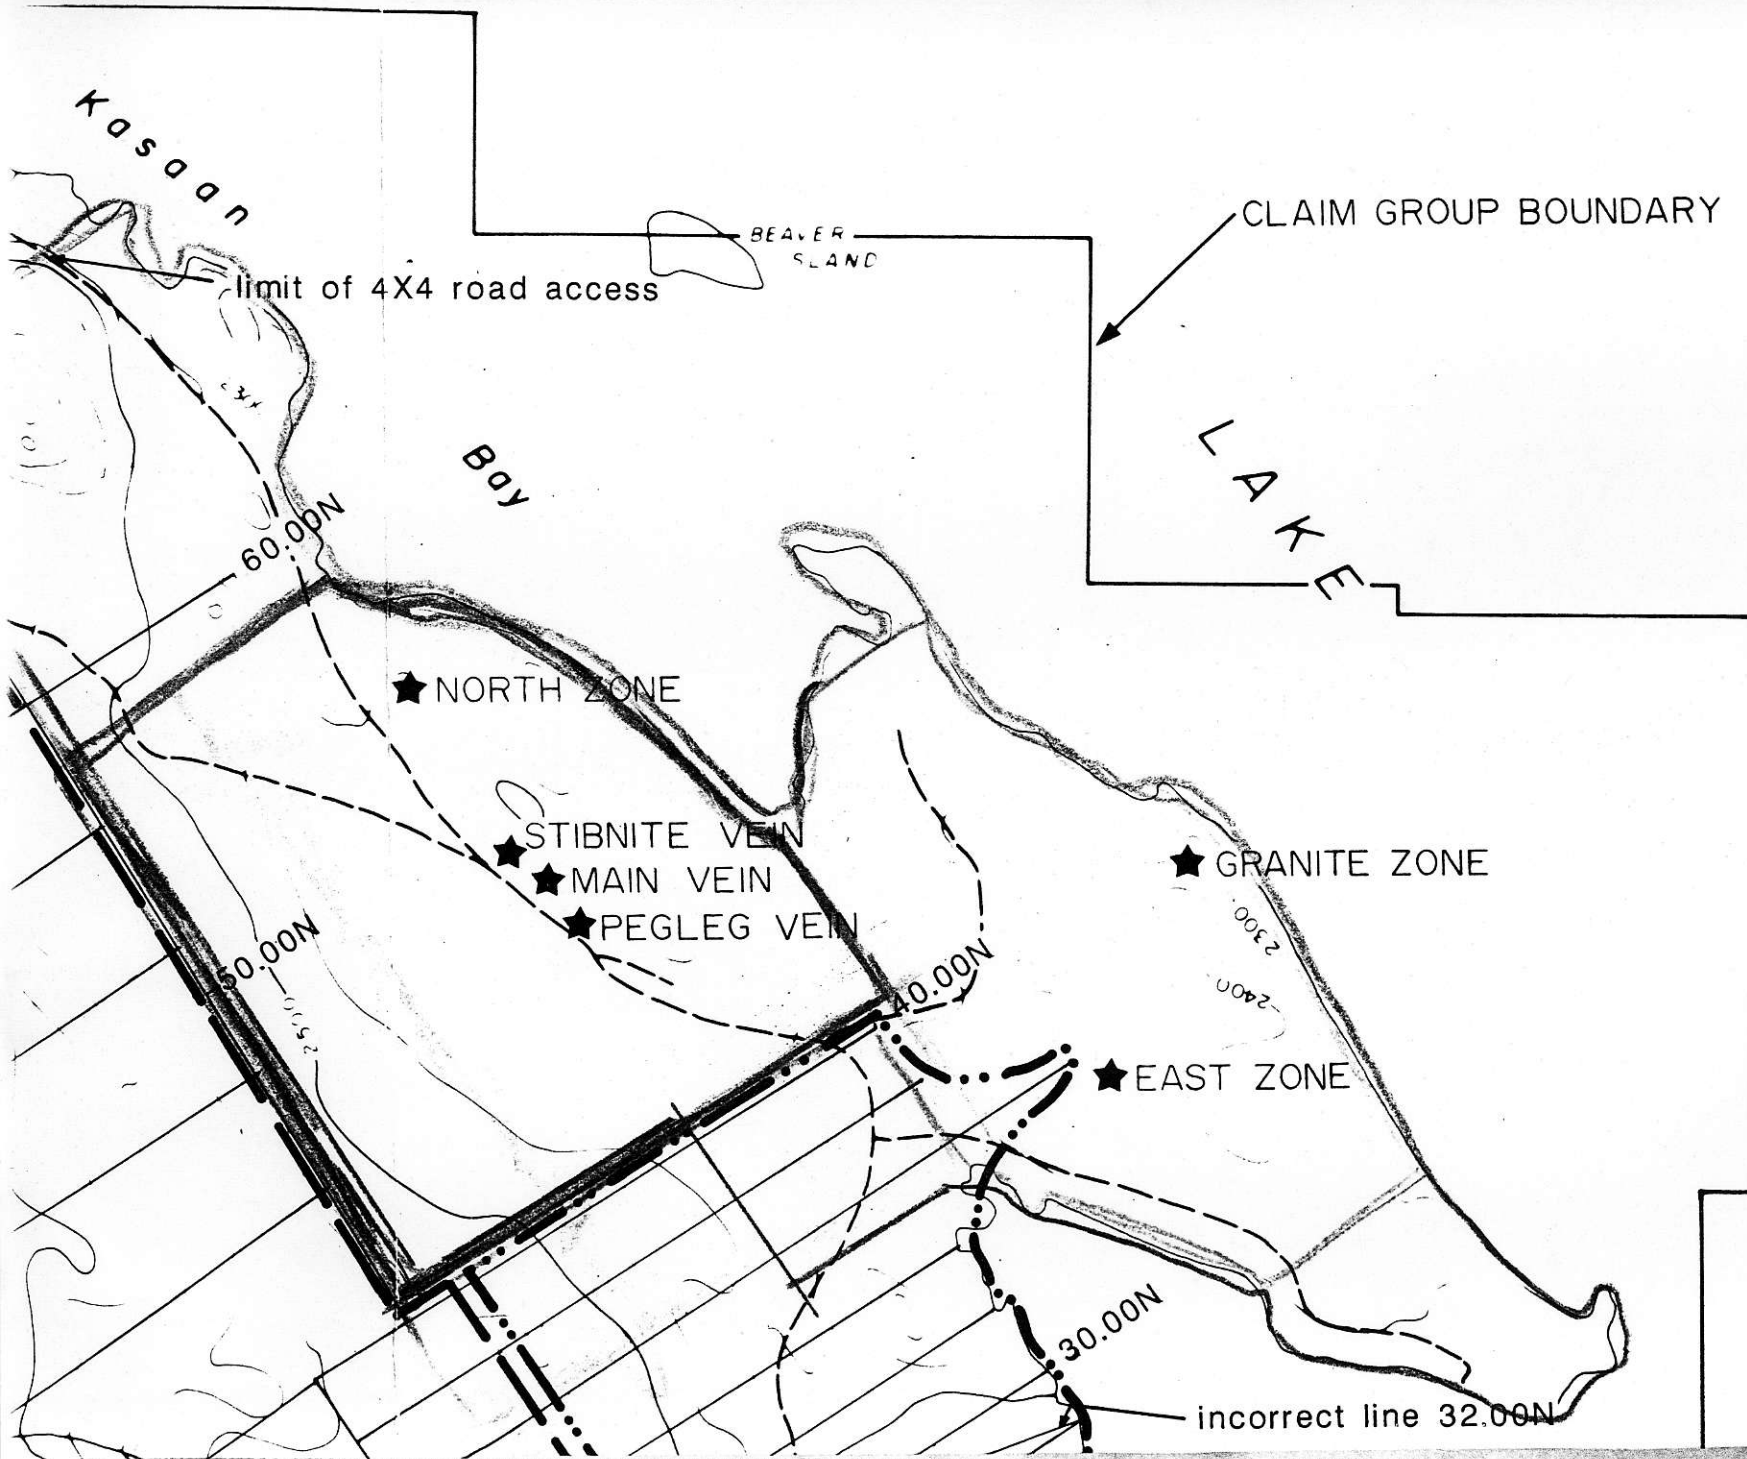 Kasaan
CLAIM GROUP BOUNDARY
BEAVER
limit of 4X4 road access
Bay
LAKE
60.00N
NORTH ZONE
STIBNITE VEIN
GRANITE ZONE
MAIN VEIN
PEGLEG VEIN
2300
50.00N
40.00N
2400
EAST ZONE
30.00N
incorrect line 32.00N